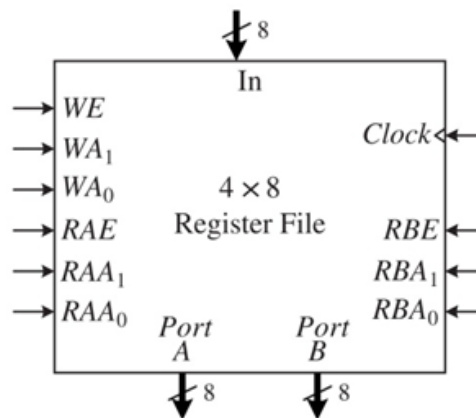 8
In
WE
WA₁
WA₀
RAE
RAA₁
RAA₀
4 × 8
Register File
Clock
RBE
RBA₁
RBA₀
Port
A
Port
B
8
8